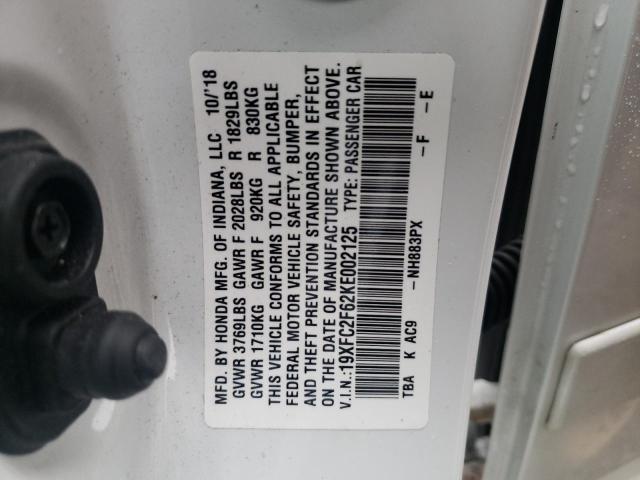 MFD. BY HONDA MFG. OF INDIANA, LLC 10/'18
GVWR 3769LBS GAWR F 2028LBS R 1829LBS
GVWR 1710KG GAWR F 920KG R 830KG
THIS VEHICLE CONFORMS TO ALL APPLICABLE
FEDERAL MOTOR VEHICLE SAFETY, BUMPER,
AND THEFT PREVENTION STANDARDS IN EFFECT
ON THE DATE OF MANUFACTURE SHOWN ABOVE.
V.I.N.:19XFC2F62KE002125 TYPE: PASSENGER CAR
TBA K AC9 -NH883PX -F -E